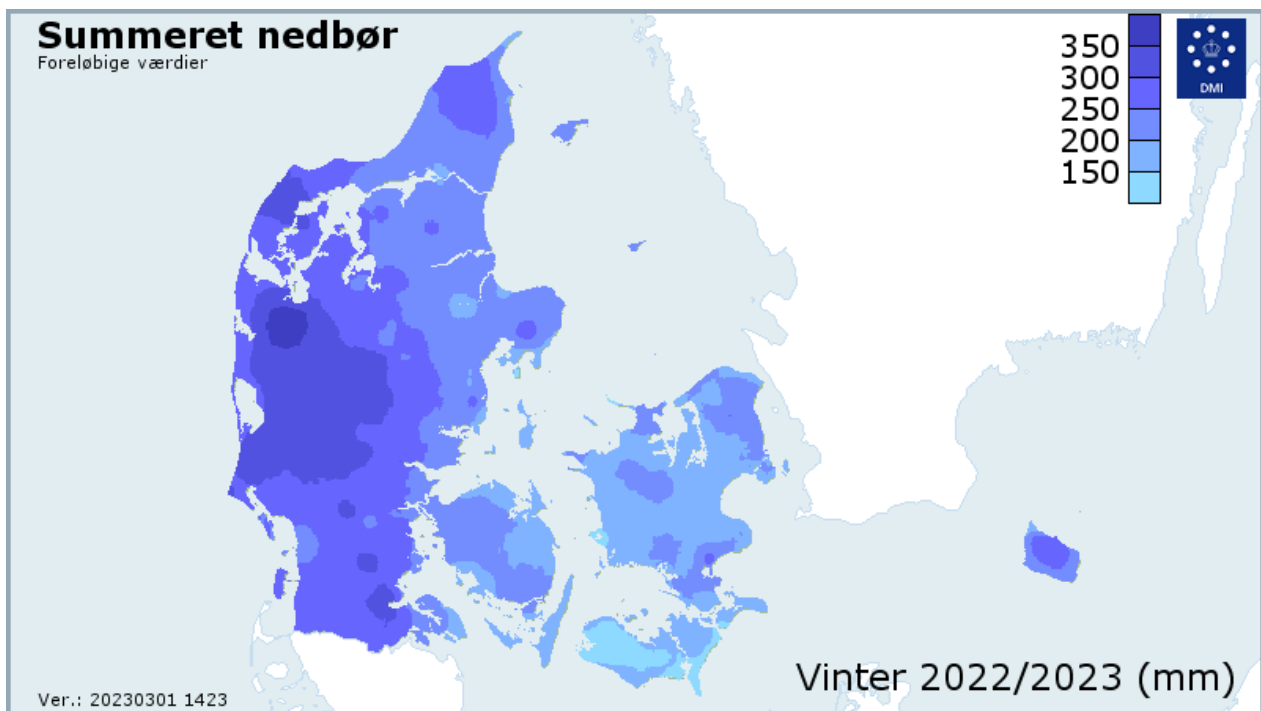 Summeret nedbør
Foreløbige værdier
350
300
250
200
150
DMI
Vinter 2022/2023 (mm)
Ver.: 20230301 1423